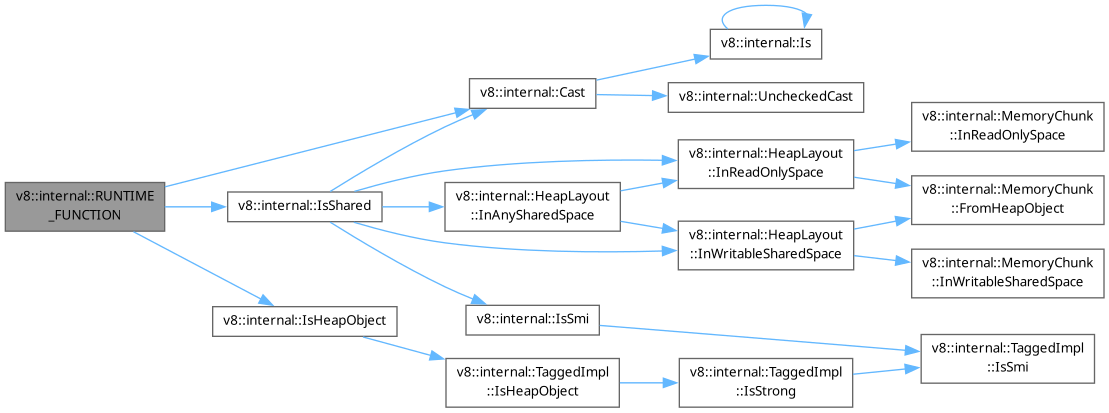 v8::internal::RUNTIME
_FUNCTION
v8::internal::IsShared
v8::internal::IsHeapObject
v8::internal::Cast
v8::internal::HeapLayout
::InAnySharedSpace
v8::internal::IsSmi
v8::internal::TaggedImpl
::IsHeapObject
v8::internal::Is
v8::internal::UncheckedCast
v8::internal::HeapLayout
::InReadOnlySpace
v8::internal::HeapLayout
::InWritableSharedSpace
v8::internal::TaggedImpl
::IsStrong
v8::internal::MemoryChunk
::InReadOnlySpace
v8::internal::MemoryChunk
::FromHeapObject
v8::internal::MemoryChunk
::InWritableSharedSpace
v8::internal::TaggedImpl
::IsSmi